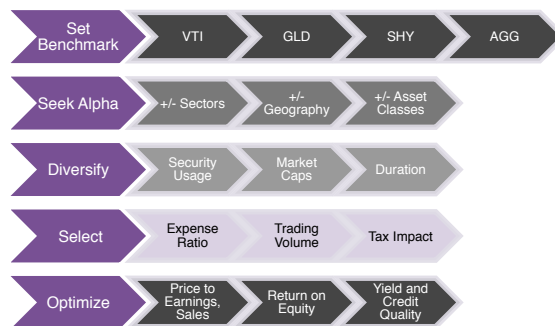 Set
Benchmark
VTI
GLD
SHY
AGG
Seek Alpha
+/- Sectors
+/-
Geography
+/- Asset
Classes
Diversify
Security
Usage
Market
Caps
Duration
Select
Expense
Ratio
Trading
Volume
Tax Impact
Optimize
Price to
Earnings,
Sales
Return on
Equity
Yield and
Credit
Quality